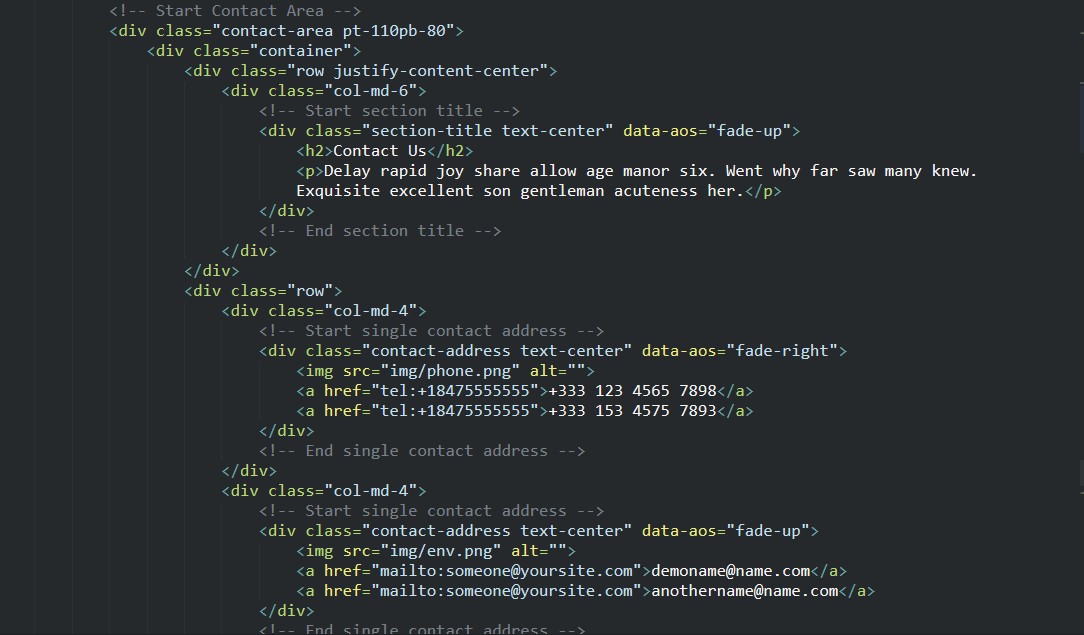 <!-- Start Contact Area -->
<div class="contact-area pt-110pb-80">
<div class="container">
<div class="row justify-content-center">
<div class="col-md-6">
<!-- Start section title -->
<div class="section-title text-center" data-aos="fade-up">
<h2>Contact Us</h2>
<p>Delay rapid joy share allow age manor six. Went why far saw many knew.
Exquisite excellent son gentleman acuteness her.</p>
</div>
<!-- End section title -->
</div>
</div>
<div class="row">
<div class="col-md-4">
<!-- Start single contact address -->
<div class="contact-address text-center" data-aos="fade-right">
<img src="img/phone.png" alt="">
<a href="tel:+18475555555">+333 123 4565 7898</a>
<a href="tel:+18475555555">+333 153 4575 7893</a>
</div>
<!-- End single contact address -->
</div>
<div class="col-md-4">
<!-- Start single contact address -->
<div class="contact-address text-center" data-aos="fade-up">
<img src="img/env.png" alt="">
<a href="mailto:someone@yoursite.com">demoname@name.com</a>
<a href="mailto:someone@yoursite.com">anothername@name.com</a>
</div>
<!-- End single contact address -->